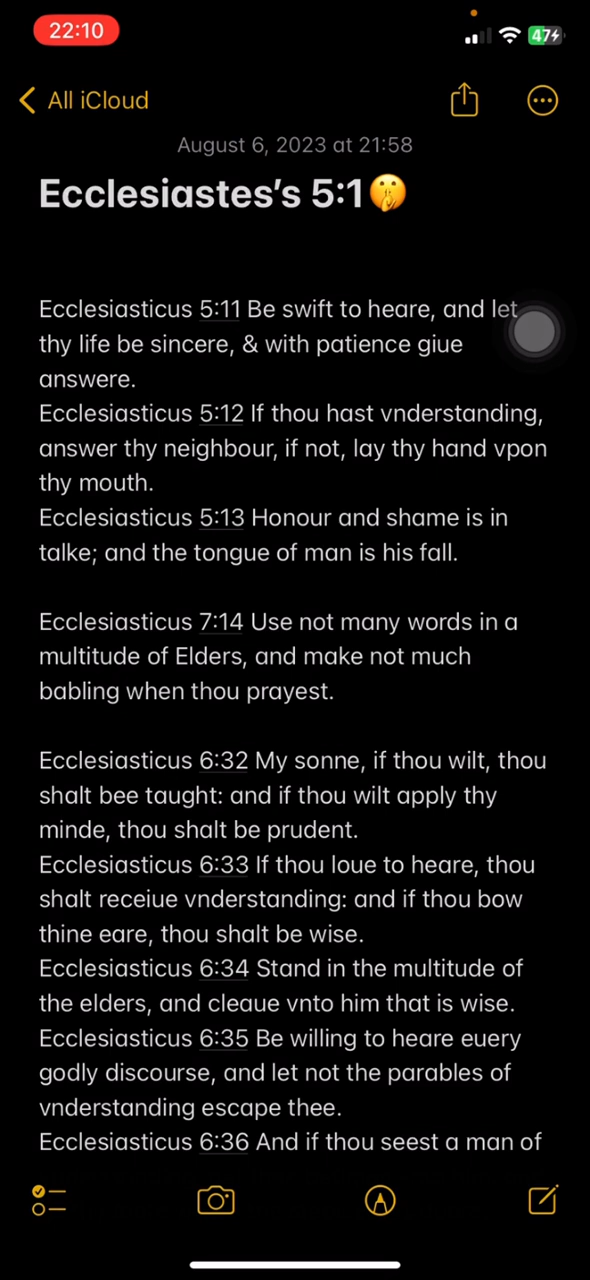 22:10
47
All iCloud
August 6, 2023 at 21:58
Ecclesiastes’s 5:1🤫
Ecclesiasticus 5:11 Be swift to heare, and let
thy life be sincere, & with patience giue
answere.
Ecclesiasticus 5:12 If thou hast vnderstanding,
answer thy neighbour, if not, lay thy hand vpon
thy mouth.
Ecclesiasticus 5:13 Honour and shame is in
talke; and the tongue of man is his fall.
Ecclesiasticus 7:14 Use not many words in a
multitude of Elders, and make not much
babling when thou prayest.
Ecclesiasticus 6:32 My sonne, if thou wilt, thou
shalt bee taught: and if thou wilt apply thy
minde, thou shalt be prudent.
Ecclesiasticus 6:33 If thou loue to heare, thou
shalt receiue vnderstanding: and if thou bow
thine eare, thou shalt be wise.
Ecclesiasticus 6:34 Stand in the multitude of
the elders, and cleaue vnto him that is wise.
Ecclesiasticus 6:35 Be willing to heare euery
godly discourse, and let not the parables of
vnderstanding escape thee.
Ecclesiasticus 6:36 And if thou seest a man of